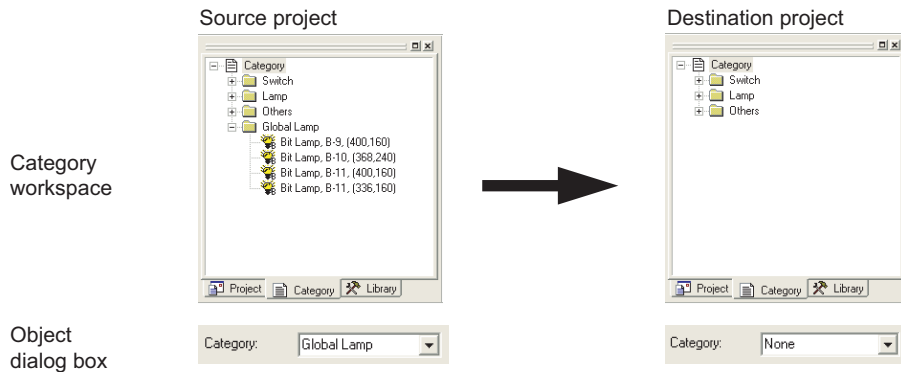 Source project
Destination project
Category
workspace
Category
Switch
Lamp
Others
Global Lamp
Bit Lamp, B-9, (400,160)
Bit Lamp, B-10, (368,240)
Bit Lamp, B-11, (400,160)
Bit Lamp, B-11, (336,160)
Project
Category
Library
Category
Switch
Lamp
Others
Project
Category
Library
Object
dialog box
Category:
Global Lamp
Category:
None